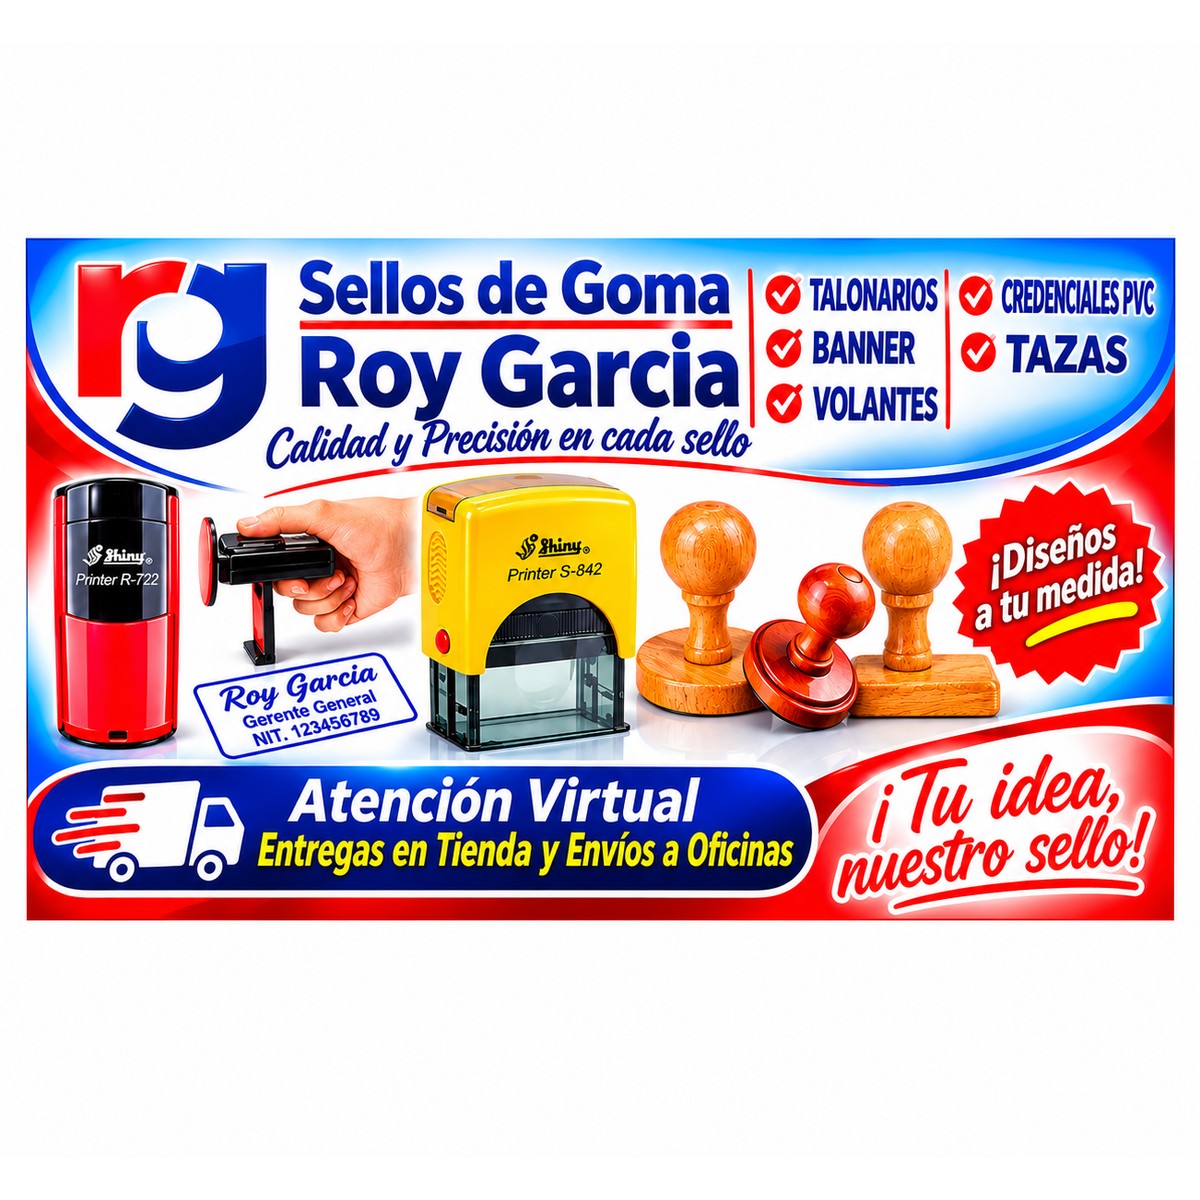 rg
Sellos de Goma
Roy Garcia
Calidad y Precisión en cada sello
TALONARIOS
BANNER
VOLANTES
CREDENCIALES PVC
TAZAS
Shiny®
Printer R-722
Roy Garcia
Gerente General
NIT. 123456789
Shiny®
Printer S-842
¡Diseños
a tu medida!
Atención Virtual
Entregas en Tienda y Envíos a Oficinas
¡Tu idea,
nuestro sello!